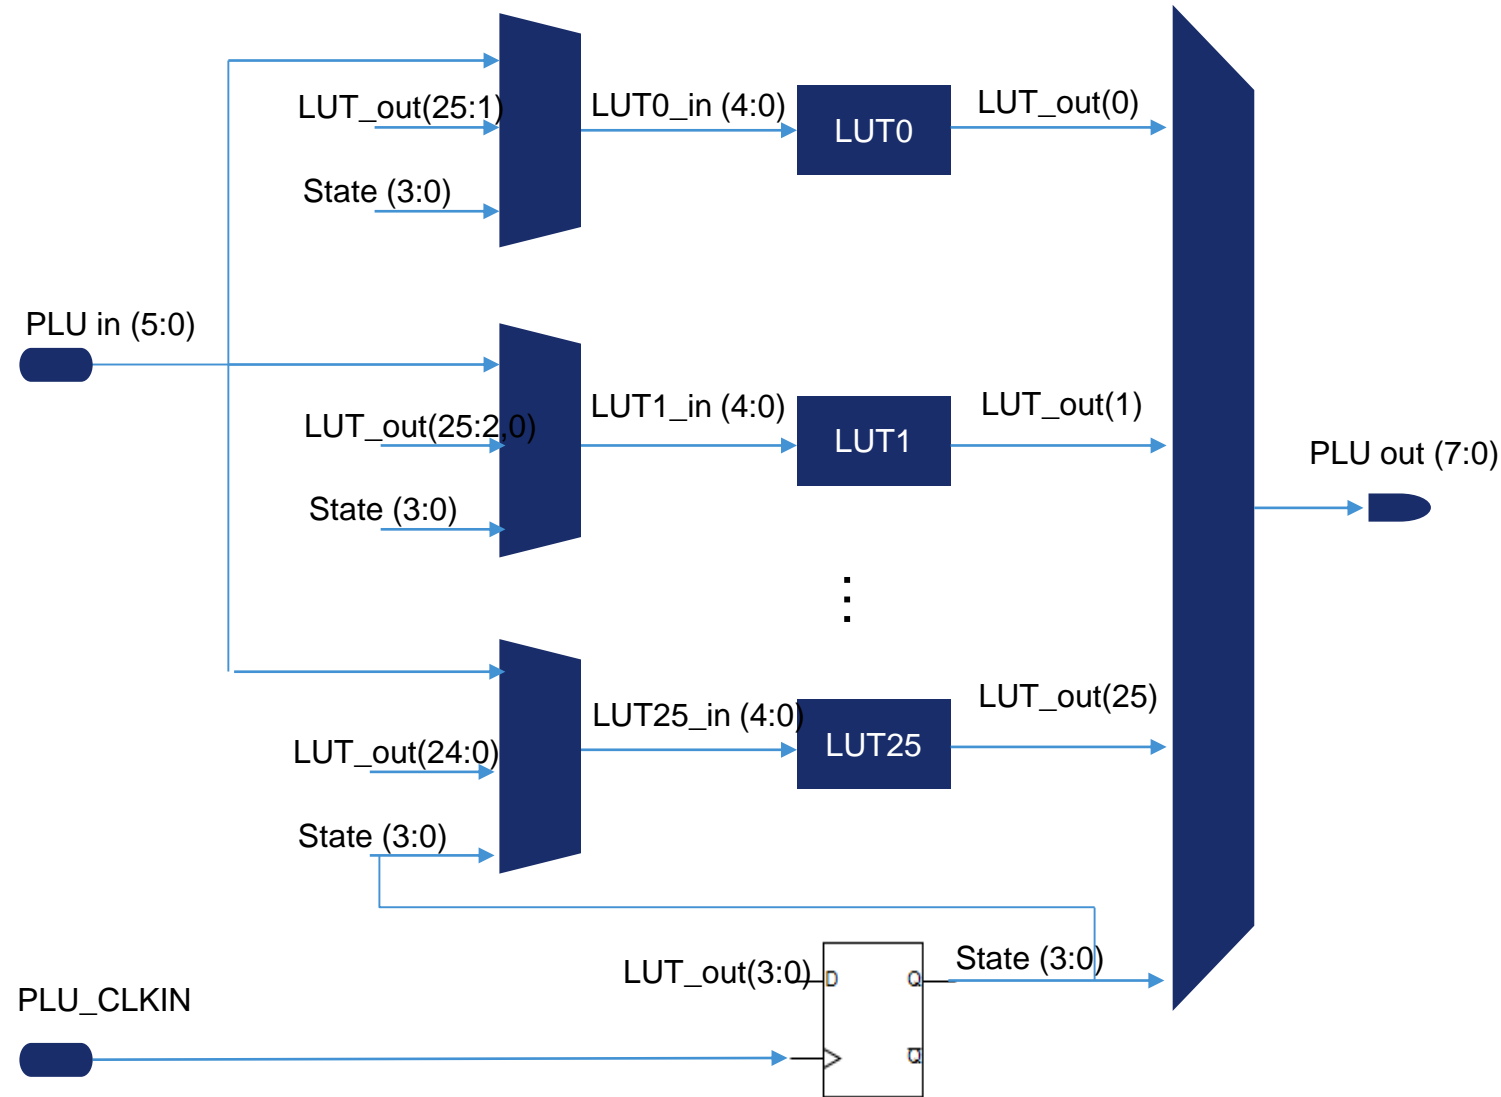 LUT_out(25:1)
LUT0_in (4:0)
LUT0
LUT_out(0)
State (3:0)
PLU in (5:0)
LUT_out(25:2,0)
LUT1_in (4:0)
LUT1
LUT_out(1)
State (3:0)
PLU out (7:0)
LUT_out(24:0)
LUT25_in (4:0)
LUT25
LUT_out(25)
State (3:0)
LUT_out(3:0)
D
Q
State (3:0)
PLU_CLKIN
Q̅